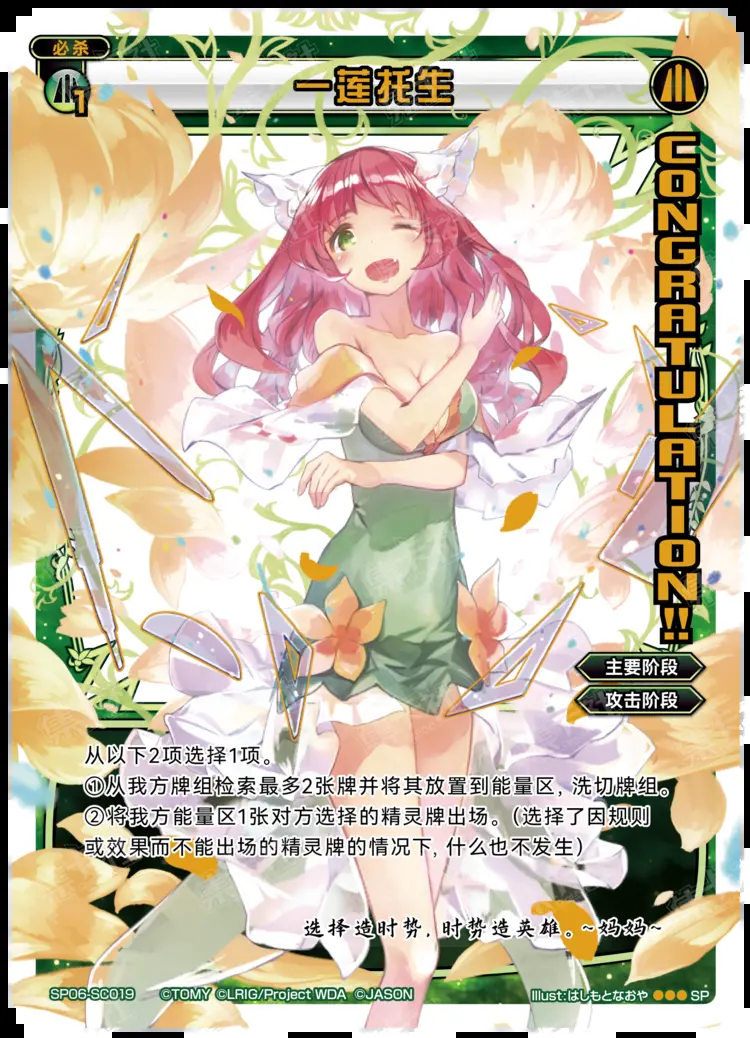 必杀
1
一莲托生
CONGRATULATION!!
主要阶段
攻击阶段
从以下2项选择1项。
①从我方牌组检索最多2张牌并将其放置到能量区, 洗切牌组。
②将我方能量区1张对方选择的精灵牌出场。(选择了因规则
或效果而不能出场的精灵牌的情况下, 什么也不发生)
选择造时势, 时势造英雄。~妈妈~
SP06-SC019 ©TOMY ©LRIG/Project WDA ©JASON
Illust:はしもとなおや ●●● SP